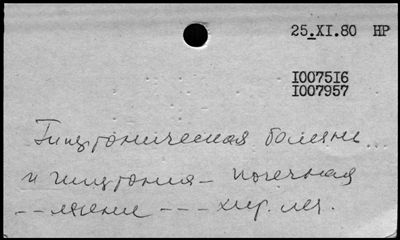 25.XI.80 НР
1007516
1007957
Гипертоническая болезнь...
и гипертония – почечная
-- лечение --- хир. леч.